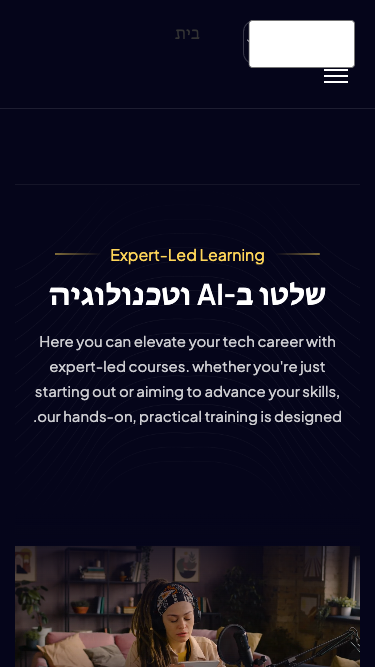 בית
Expert-Led Learning
שלטו ב-AI וטכנולוגיה
Here you can elevate your tech career with
expert-led courses. whether you're just
starting out or aiming to advance your skills,
.our hands-on, practical training is designed